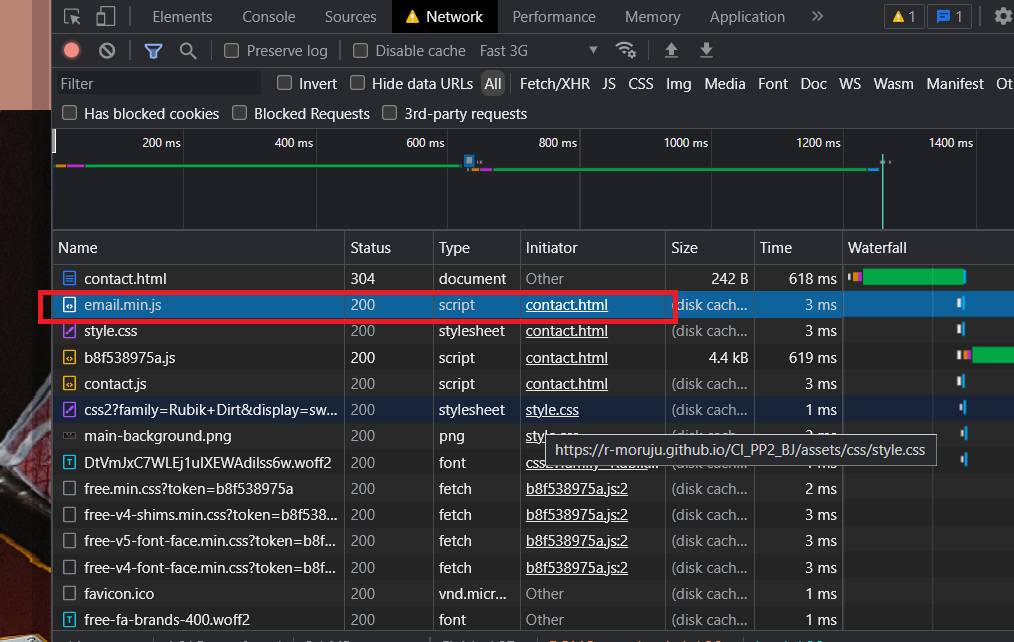 Elements Console Sources Network Performance Memory Application 1 1
Preserve log Disable cache Fast 3G
Filter Invert Hide data URLs All Fetch/XHR JS CSS Img Media Font Doc WS Wasm Manifest Ot
Has blocked cookies Blocked Requests 3rd-party requests
200 ms 400 ms 600 ms 800 ms 1000 ms 1200 ms 1400 ms
Name Status Type Initiator Size Time Waterfall
contact.html 304 document Other 242 B 618 ms
email.min.js 200 script contact.html (disk cach... 3 ms
style.css 200 stylesheet contact.html (disk cach... 3 ms
b8f538975a.js 200 script contact.html 4.4 kB 619 ms
contact.js 200 script contact.html (disk cach... 3 ms
css2?family=Rubik+Dirt&display=sw... 200 stylesheet style.css (disk cach... 1 ms
main-background.png 200 png style.css (disk cach...
https://r-moruju.github.io/CI_PP2_BJ/assets/css/style.css
DtVmJxC7WLEj1uIXEWAdilss6w.woff2 200 font
free.min.css?token=b8f538975a 200 fetch b8f538975a.js:2 (disk cach... 2 ms
free-v4-shims.min.css?token=b8f538... 200 fetch b8f538975a.js:2 (disk cach... 3 ms
free-v5-font-face.min.css?token=b8f... 200 fetch b8f538975a.js:2 (disk cach... 3 ms
free-v4-font-face.min.css?token=b8f... 200 fetch b8f538975a.js:2 (disk cach... 3 ms
favicon.ico 200 vnd.micr... Other (disk cach... 1 ms
free-fa-brands-400.woff2 200 font Other (disk cach... 1 ms